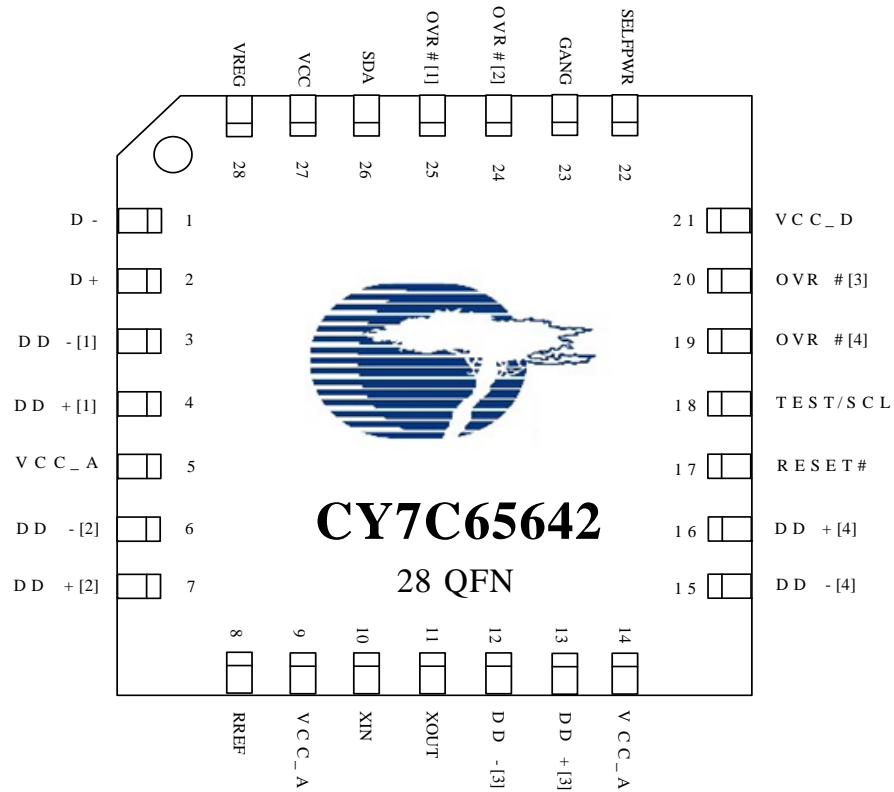 VREG
VCC
SDA
OVR # [1]
OVR # [2]
GANG
SELFPWR
28
27
26
25
24
23
22
D - 1
D + 2
DD - [1] 3
DD + [1] 4
VCC_A 5
DD - [2] 6
DD + [2] 7
21 VCC_D
20 OVR # [3]
19 OVR # [4]
18 TEST/SCL
17 RESET#
16 DD + [4]
15 DD - [4]
CY7C65642
28 QFN
8
9
10
11
12
13
14
RREF
VCC_A
XIN
XOUT
DD - [3]
DD + [3]
VCC_A